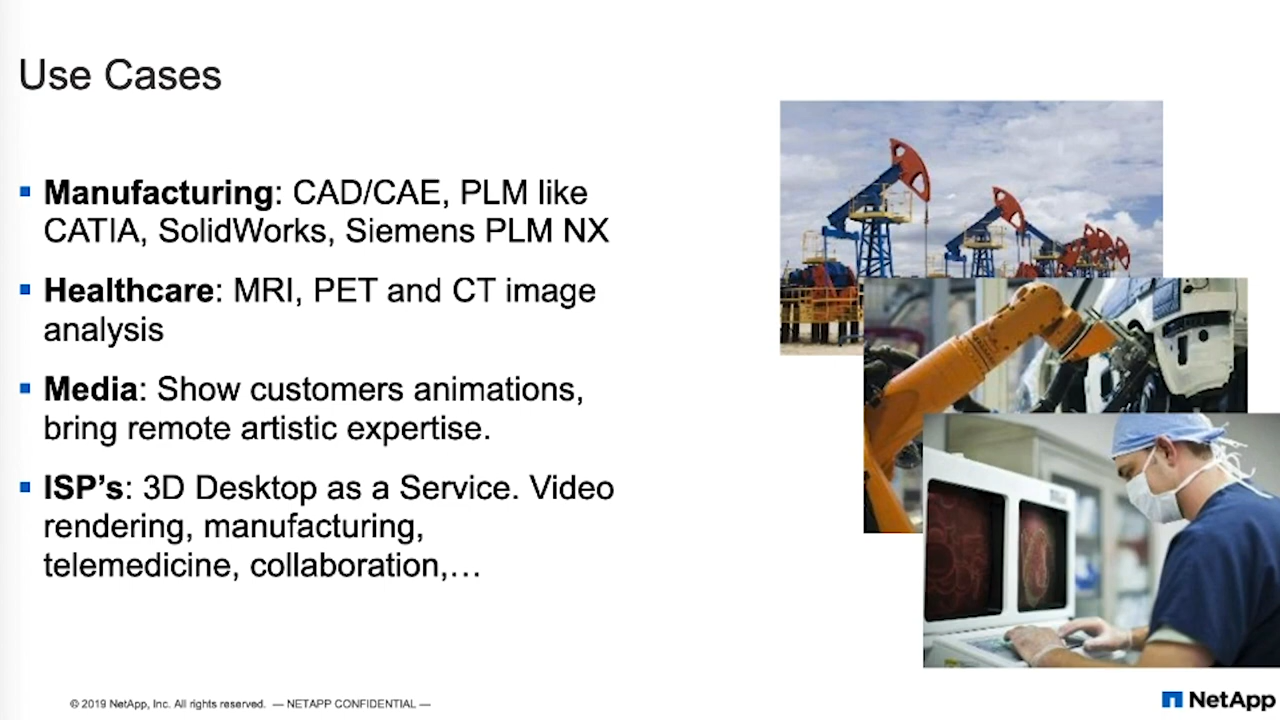 Use Cases
Manufacturing: CAD/CAE, PLM like
CATIA, SolidWorks, Siemens PLM NX
Healthcare: MRI, PET and CT image
analysis
Media: Show customers animations,
bring remote artistic expertise.
ISP’s: 3D Desktop as a Service. Video
rendering, manufacturing,
telemedicine, collaboration,…
© 2019 NetApp, Inc. All rights reserved. — NETAPP CONFIDENTIAL —
NetApp